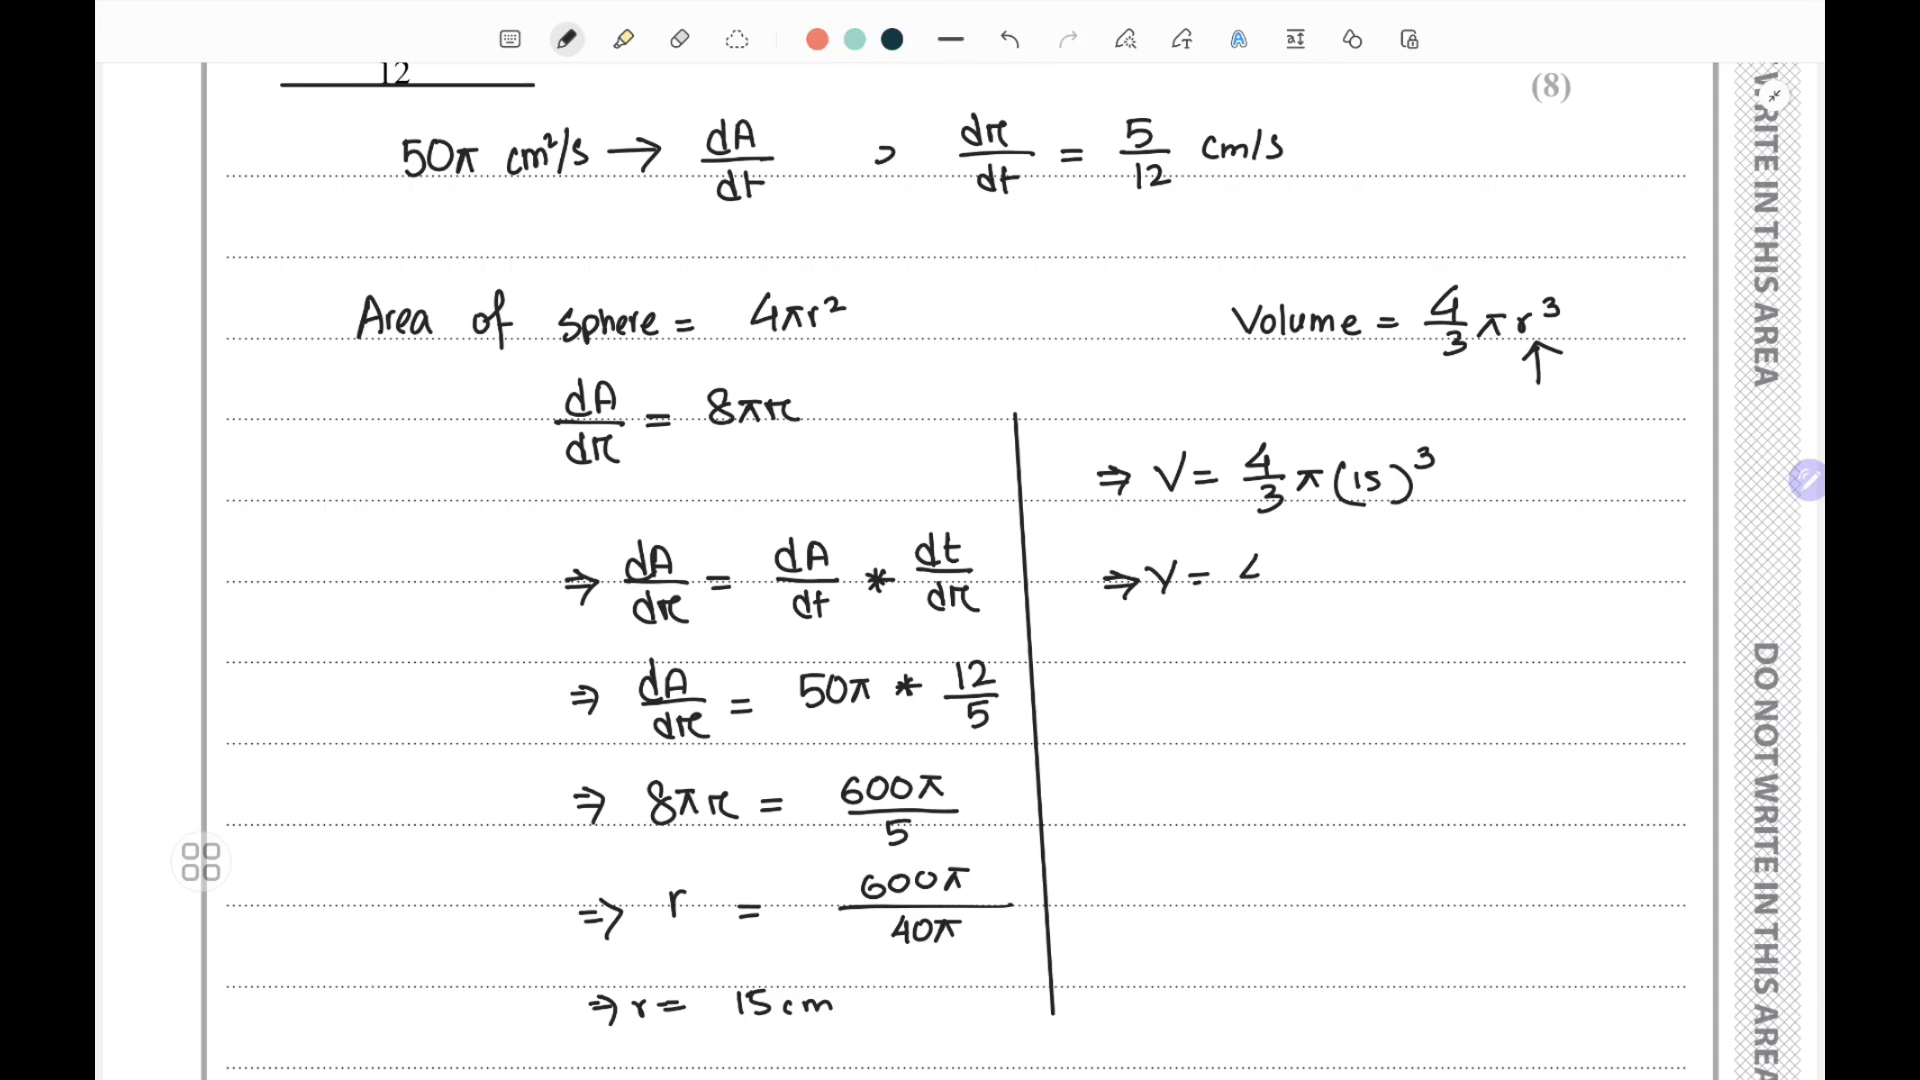 12
(8)
50π cm²/s → dA/dt , dr/dt = 5/12 cm/s
Area of sphere = 4πr²
dA/dr = 8πr
⇒ dA/dr = dA/dt * dt/dr
⇒ dA/dr = 50π * 12/5
⇒ 8πr = 600π/5
⇒ r = 600π/40π
⇒ r = 15cm
Volume = 4/3 πr³
↑
⇒ V = 4/3 π(15)³
⇒ V =
WRITE IN THIS AREA
DO NOT WRITE IN THIS AREA